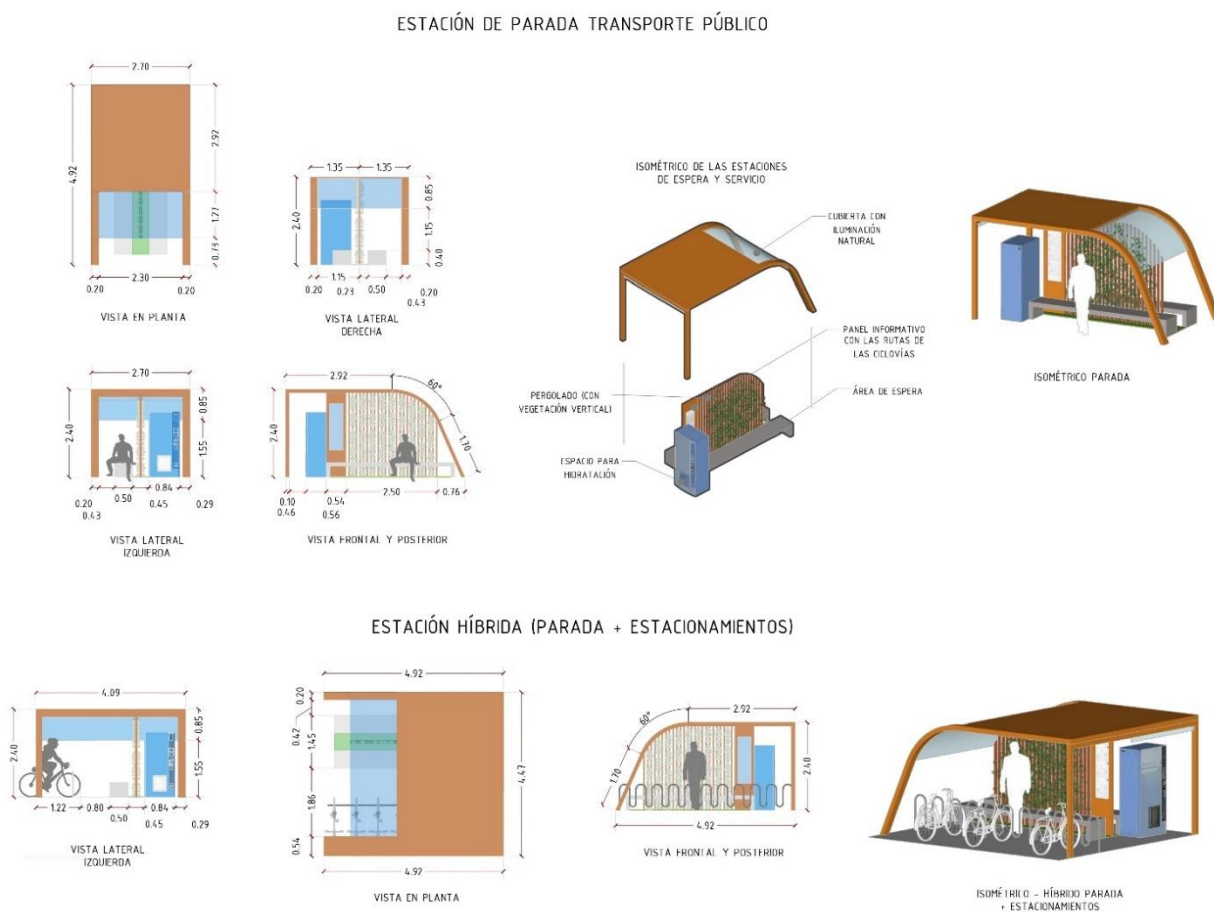 ESTACIÓN DE PARADA TRANSPORTE PÚBLICO
2.70
4.92
2.92
1.27
0.73
2.30
0.20
0.20
VISTA EN PLANTA
1.35
1.35
2.40
0.85
1.15
0.40
1.15
0.20
0.23
0.50
0.20
0.43
VISTA LATERAL
DERECHA
ISOMÉTRICO DE LAS ESTACIONES
DE ESPERA Y SERVICIO
CUBIERTA CON
ILUMINACIÓN
NATURAL
PANEL INFORMATIVO
CON LAS RUTAS DE
LAS CICLOVÍAS
PERGOLADO (CON
VEGETACIÓN VERTICAL)
ÁREA DE ESPERA
ESPACIO PARA
HIDRATACIÓN
ISOMÉTRICO PARADA
2.70
2.40
0.85
1.55
0.50
0.84
0.20
0.45
0.29
0.43
VISTA LATERAL
IZQUIERDA
2.92
60°
2.40
1.70
0.10
0.54
2.50
0.76
0.46
0.56
VISTA FRONTAL Y POSTERIOR
ESTACIÓN HÍBRIDA (PARADA + ESTACIONAMIENTOS)
4.09
2.40
0.85
1.55
1.22
0.80
0.84
0.50
0.45
0.29
VISTA LATERAL
IZQUIERDA
4.92
0.20
0.42
1.45
1.86
0.54
4.47
4.92
VISTA EN PLANTA
60°
2.92
1.70
2.40
4.92
VISTA FRONTAL Y POSTERIOR
ISOMÉTRICO - HÍBRIDO PARADA
+ ESTACIONAMIENTOS